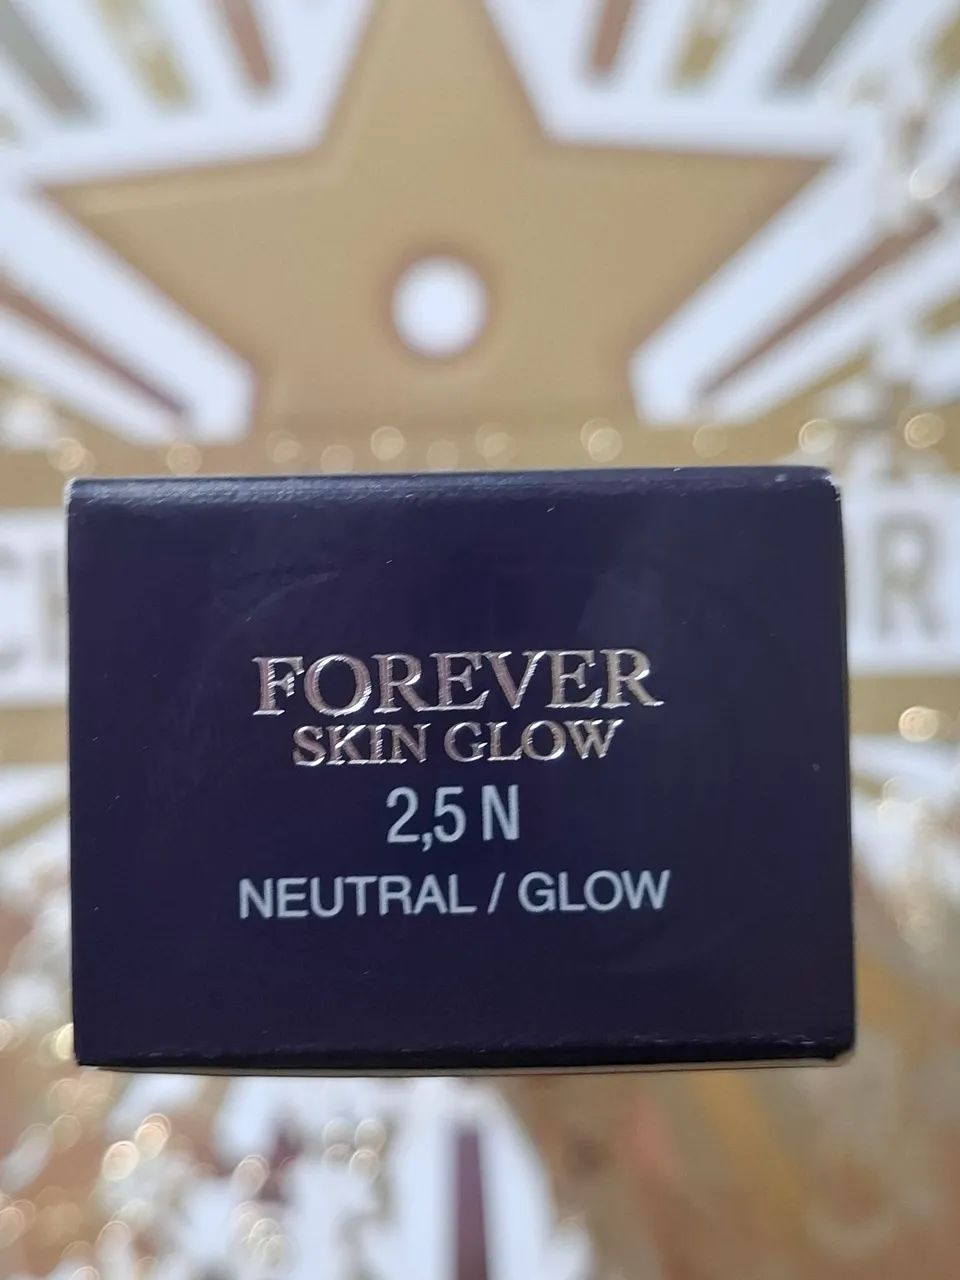 FOREVER
SKIN GLOW
2,5 N
NEUTRAL / GLOW